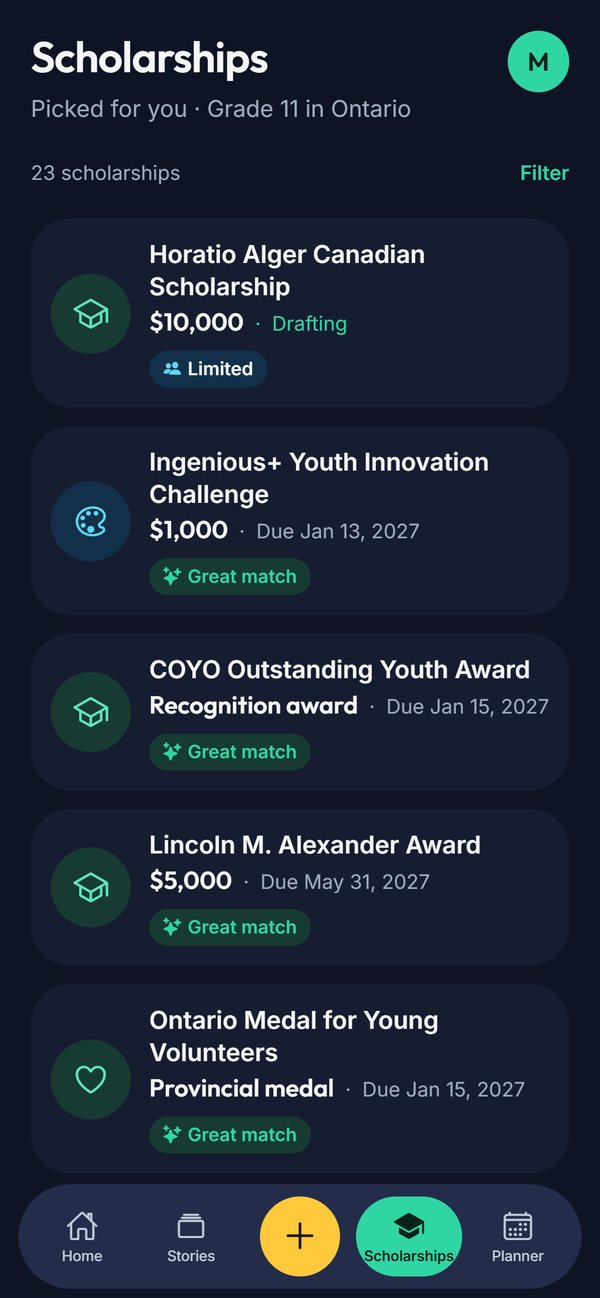 Scholarships
M
Picked for you · Grade 11 in Ontario
23 scholarships
Filter
Horatio Alger Canadian
Scholarship
$10,000 · Drafting
Limited
Ingenious+ Youth Innovation
Challenge
$1,000 · Due Jan 13, 2027
Great match
COYO Outstanding Youth Award
Recognition award · Due Jan 15, 2027
Great match
Lincoln M. Alexander Award
$5,000 · Due May 31, 2027
Great match
Ontario Medal for Young
Volunteers
Provincial medal · Due Jan 15, 2027
Great match
Home
Stories
+
Scholarships
Planner